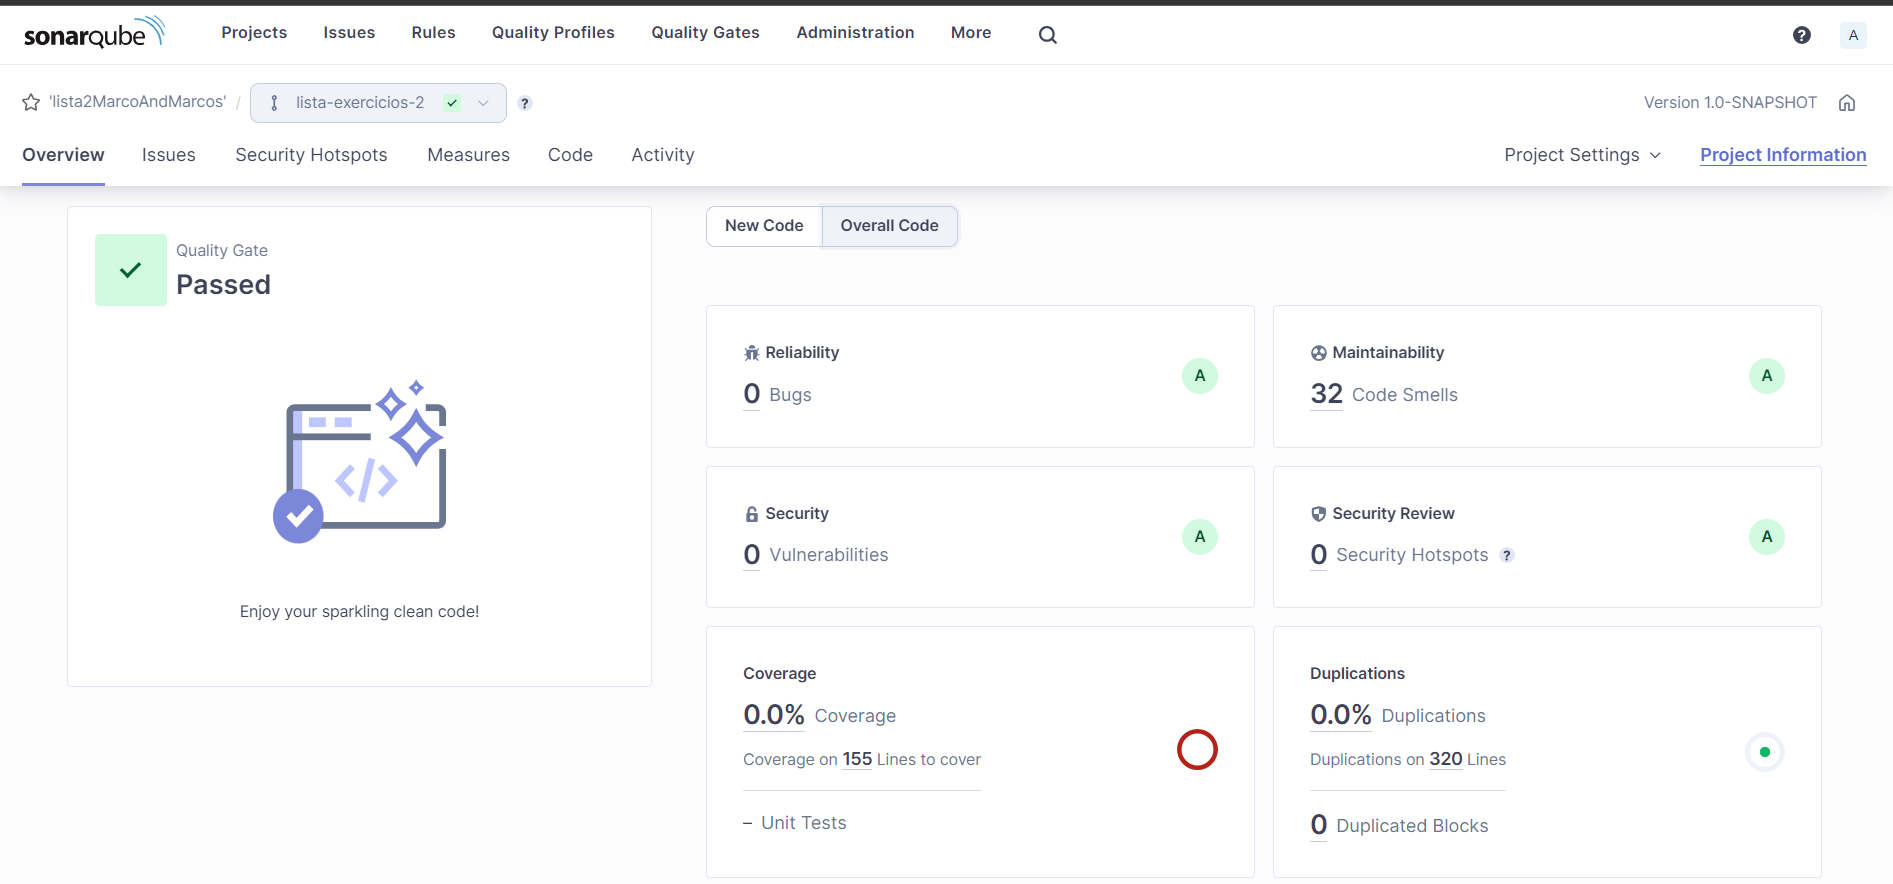 sonarqube Projects Issues Rules Quality Profiles Quality Gates Administration More ? A
'lista2MarcoAndMarcos' / lista-exercicios-2 ? Version 1.0-SNAPSHOT
Overview Issues Security Hotspots Measures Code Activity Project Settings Project Information
Quality Gate
Passed
</>
Enjoy your sparkling clean code!
New Code Overall Code
Reliability
0 Bugs
A
Maintainability
32 Code Smells
A
Security
0 Vulnerabilities
A
Security Review
0 Security Hotspots ?
A
Coverage
0.0% Coverage
Coverage on 155 Lines to cover
– Unit Tests
Duplications
0.0% Duplications
Duplications on 320 Lines
0 Duplicated Blocks